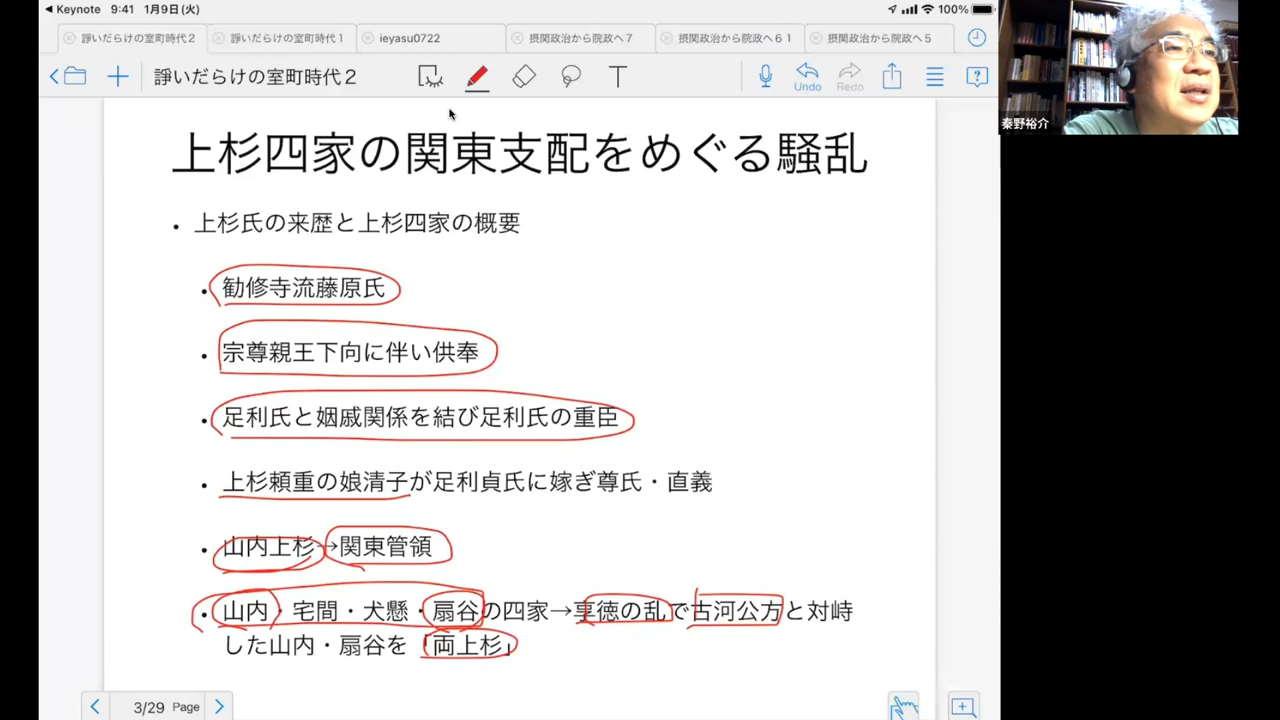 Keynote 9:41 1月9日(火) 100%
諍いだらけの室町時代2 諍いだらけの室町時代1 ieyasu0722 摂関政治から院政へ7 摂関政治から院政へ6 1 摂関政治から院政へ5
諍いだらけの室町時代2 T Undo Redo
秦野裕介
上杉四家の関東支配をめぐる騒乱
・上杉氏の来歴と上杉四家の概要
・勧修寺流藤原氏
・宗尊親王下向に伴い供奉
・足利氏と姻戚関係を結び足利氏の重臣
・上杉頼重の娘清子が足利貞氏に嫁ぎ尊氏・直義
・山内上杉→関東管領
・山内・宅間・犬懸・扇谷の四家→享徳の乱で古河公方と対峙
した山内・扇谷を「両上杉」
3/29 Page